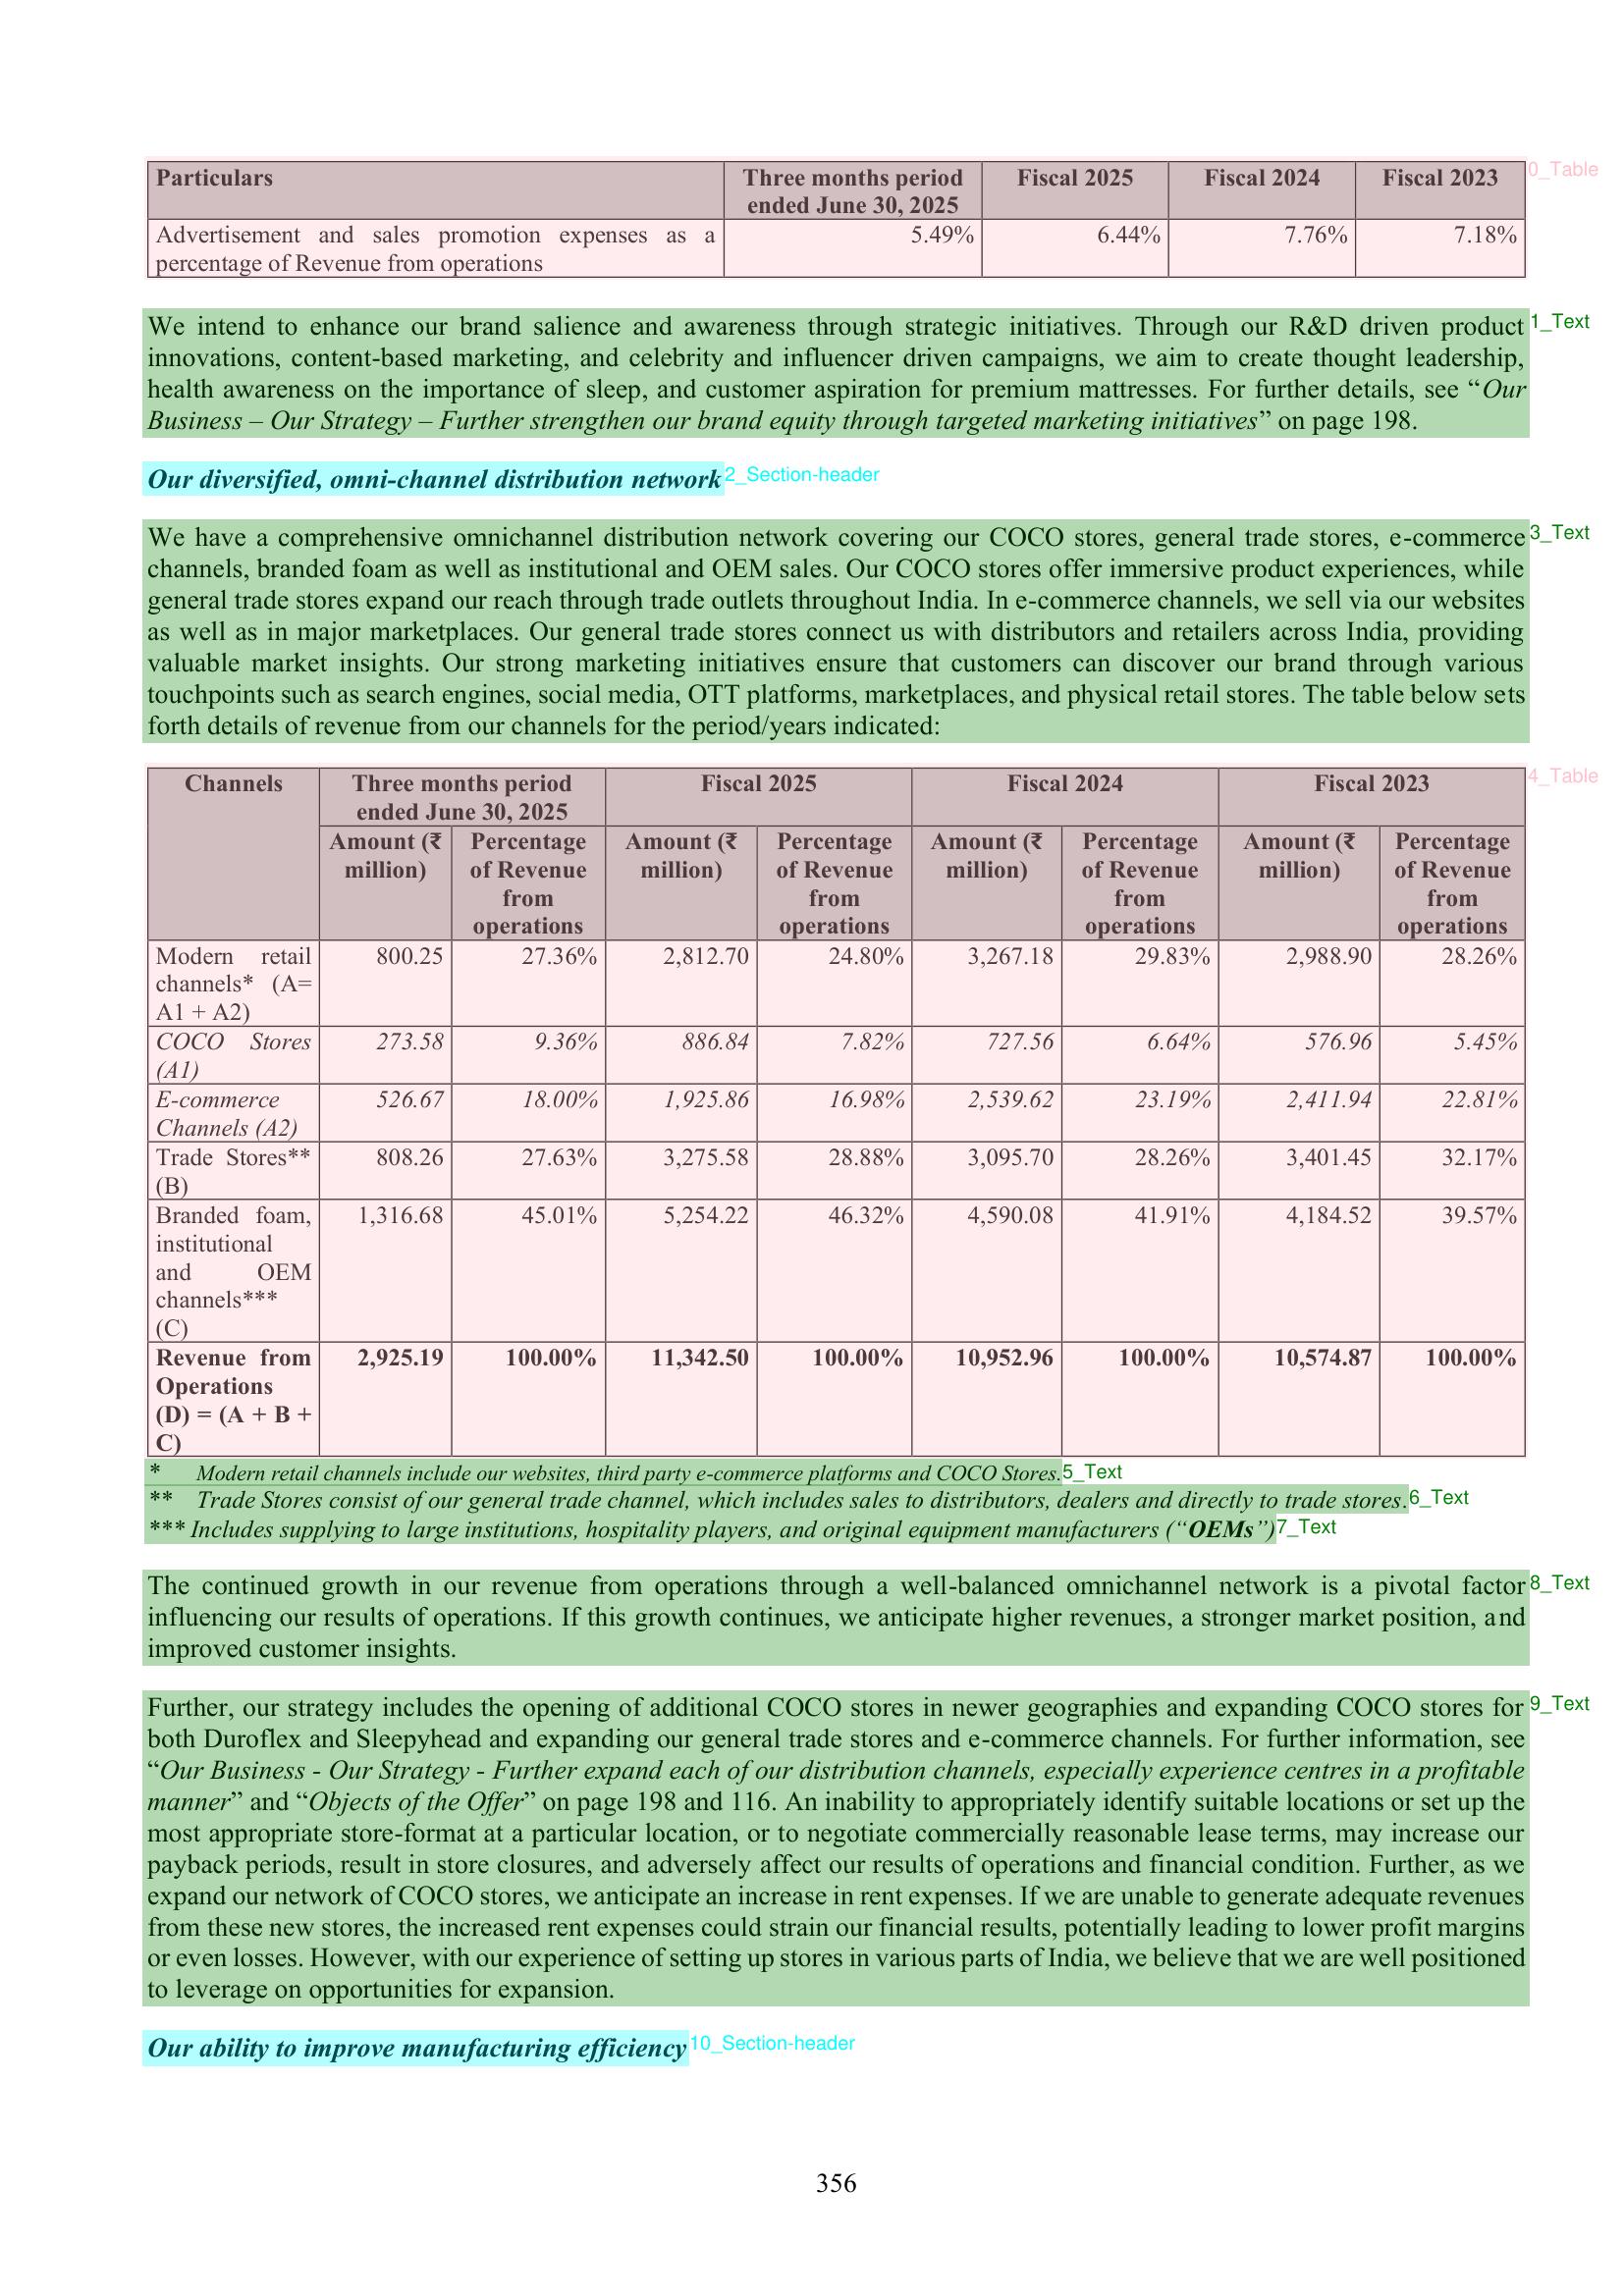 Particulars Three months period ended June 30, 2025 Fiscal 2025 Fiscal 2024 Fiscal 2023
Advertisement and sales promotion expenses as a percentage of Revenue from operations 5.49% 6.44% 7.76% 7.18%
0_Table
We intend to enhance our brand salience and awareness through strategic initiatives. Through our R&D driven product
innovations, content-based marketing, and celebrity and influencer driven campaigns, we aim to create thought leadership,
health awareness on the importance of sleep, and customer aspiration for premium mattresses. For further details, see “Our
Business – Our Strategy – Further strengthen our brand equity through targeted marketing initiatives” on page 198.
1_Text
Our diversified, omni-channel distribution network
2_Section-header
We have a comprehensive omnichannel distribution network covering our COCO stores, general trade stores, e-commerce
channels, branded foam as well as institutional and OEM sales. Our COCO stores offer immersive product experiences, while
general trade stores expand our reach through trade outlets throughout India. In e-commerce channels, we sell via our websites
as well as in major marketplaces. Our general trade stores connect us with distributors and retailers across India, providing
valuable market insights. Our strong marketing initiatives ensure that customers can discover our brand through various
touchpoints such as search engines, social media, OTT platforms, marketplaces, and physical retail stores. The table below sets
forth details of revenue from our channels for the period/years indicated:
3_Text
Channels Three months period ended June 30, 2025 Fiscal 2025 Fiscal 2024 Fiscal 2023
Amount (₹ million) Percentage of Revenue from operations Amount (₹ million) Percentage of Revenue from operations Amount (₹ million) Percentage of Revenue from operations Amount (₹ million) Percentage of Revenue from operations
Modern retail channels* (A= A1 + A2) 800.25 27.36% 2,812.70 24.80% 3,267.18 29.83% 2,988.90 28.26%
COCO Stores (A1) 273.58 9.36% 886.84 7.82% 727.56 6.64% 576.96 5.45%
E-commerce Channels (A2) 526.67 18.00% 1,925.86 16.98% 2,539.62 23.19% 2,411.94 22.81%
Trade Stores** (B) 808.26 27.63% 3,275.58 28.88% 3,095.70 28.26% 3,401.45 32.17%
Branded foam, institutional and OEM channels*** (C) 1,316.68 45.01% 5,254.22 46.32% 4,590.08 41.91% 4,184.52 39.57%
Revenue from Operations (D) = (A + B + C) 2,925.19 100.00% 11,342.50 100.00% 10,952.96 100.00% 10,574.87 100.00%
4_Table
* Modern retail channels include our websites, third party e-commerce platforms and COCO Stores.
5_Text
** Trade Stores consist of our general trade channel, which includes sales to distributors, dealers and directly to trade stores.
6_Text
*** Includes supplying to large institutions, hospitality players, and original equipment manufacturers (“OEMs”)
7_Text
The continued growth in our revenue from operations through a well-balanced omnichannel network is a pivotal factor
influencing our results of operations. If this growth continues, we anticipate higher revenues, a stronger market position, and
improved customer insights.
8_Text
Further, our strategy includes the opening of additional COCO stores in newer geographies and expanding COCO stores for
both Duroflex and Sleepyhead and expanding our general trade stores and e-commerce channels. For further information, see
“Our Business - Our Strategy - Further expand each of our distribution channels, especially experience centres in a profitable
manner” and “Objects of the Offer” on page 198 and 116. An inability to appropriately identify suitable locations or set up the
most appropriate store-format at a particular location, or to negotiate commercially reasonable lease terms, may increase our
payback periods, result in store closures, and adversely affect our results of operations and financial condition. Further, as we
expand our network of COCO stores, we anticipate an increase in rent expenses. If we are unable to generate adequate revenues
from these new stores, the increased rent expenses could strain our financial results, potentially leading to lower profit margins
or even losses. However, with our experience of setting up stores in various parts of India, we believe that we are well positioned
to leverage on opportunities for expansion.
9_Text
Our ability to improve manufacturing efficiency
10_Section-header
356